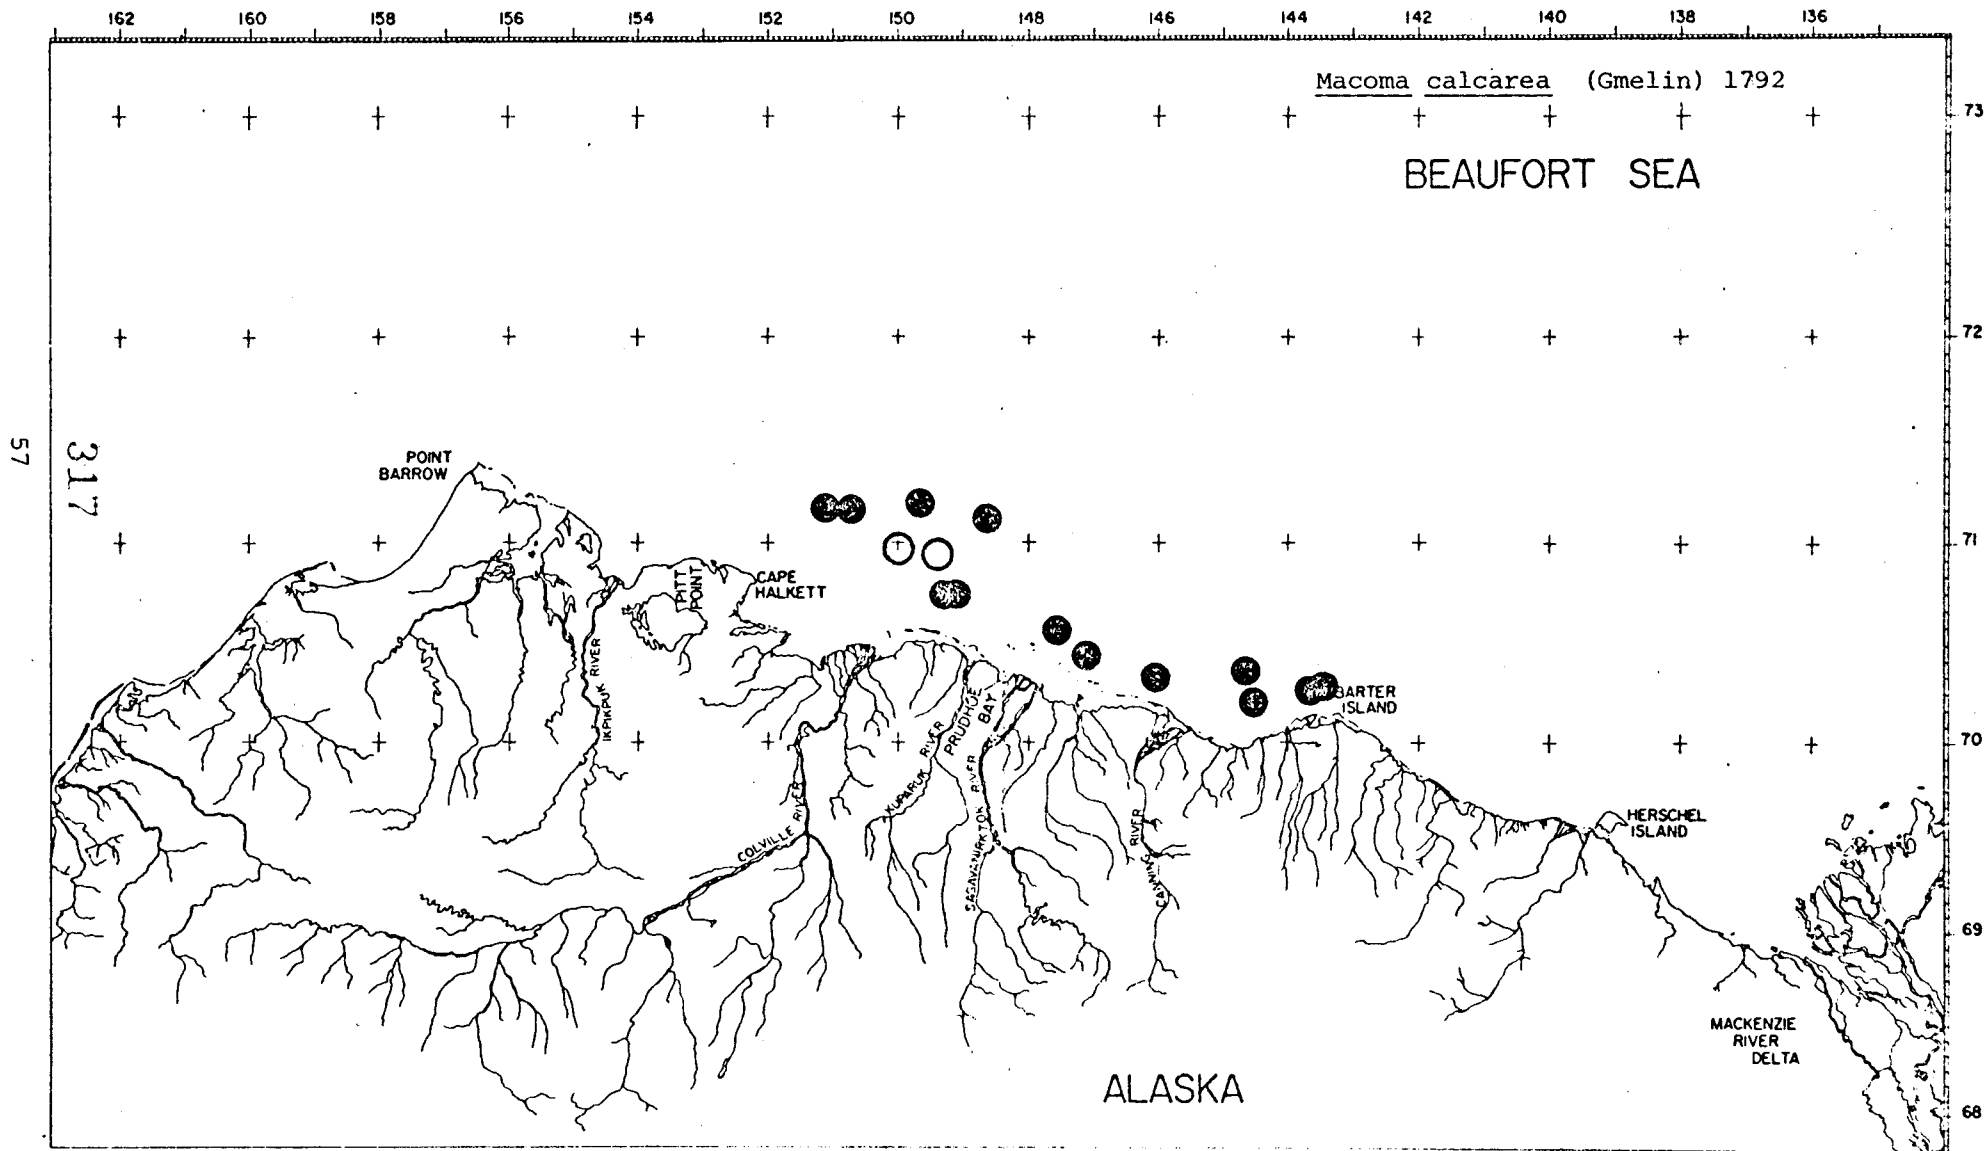 162 160 158 156 154 152 150 148 146 144 142 140 138 136
Macoma calcarea (Gmelin) 1792
73
BEAUFORT SEA
72
57
317
POINT
BARROW
71
PITT
POINT
CAPE
HALKETT
IKPIKPUK RIVER
BARTER
ISLAND
PRUDHOE
BAY
70
KUPARUK RIVER
COLVILLE RIVER
SAGAVANIRKTOK RIVER
CANNING RIVER
HERSCHEL
ISLAND
69
MACKENZIE
RIVER
DELTA
ALASKA
68